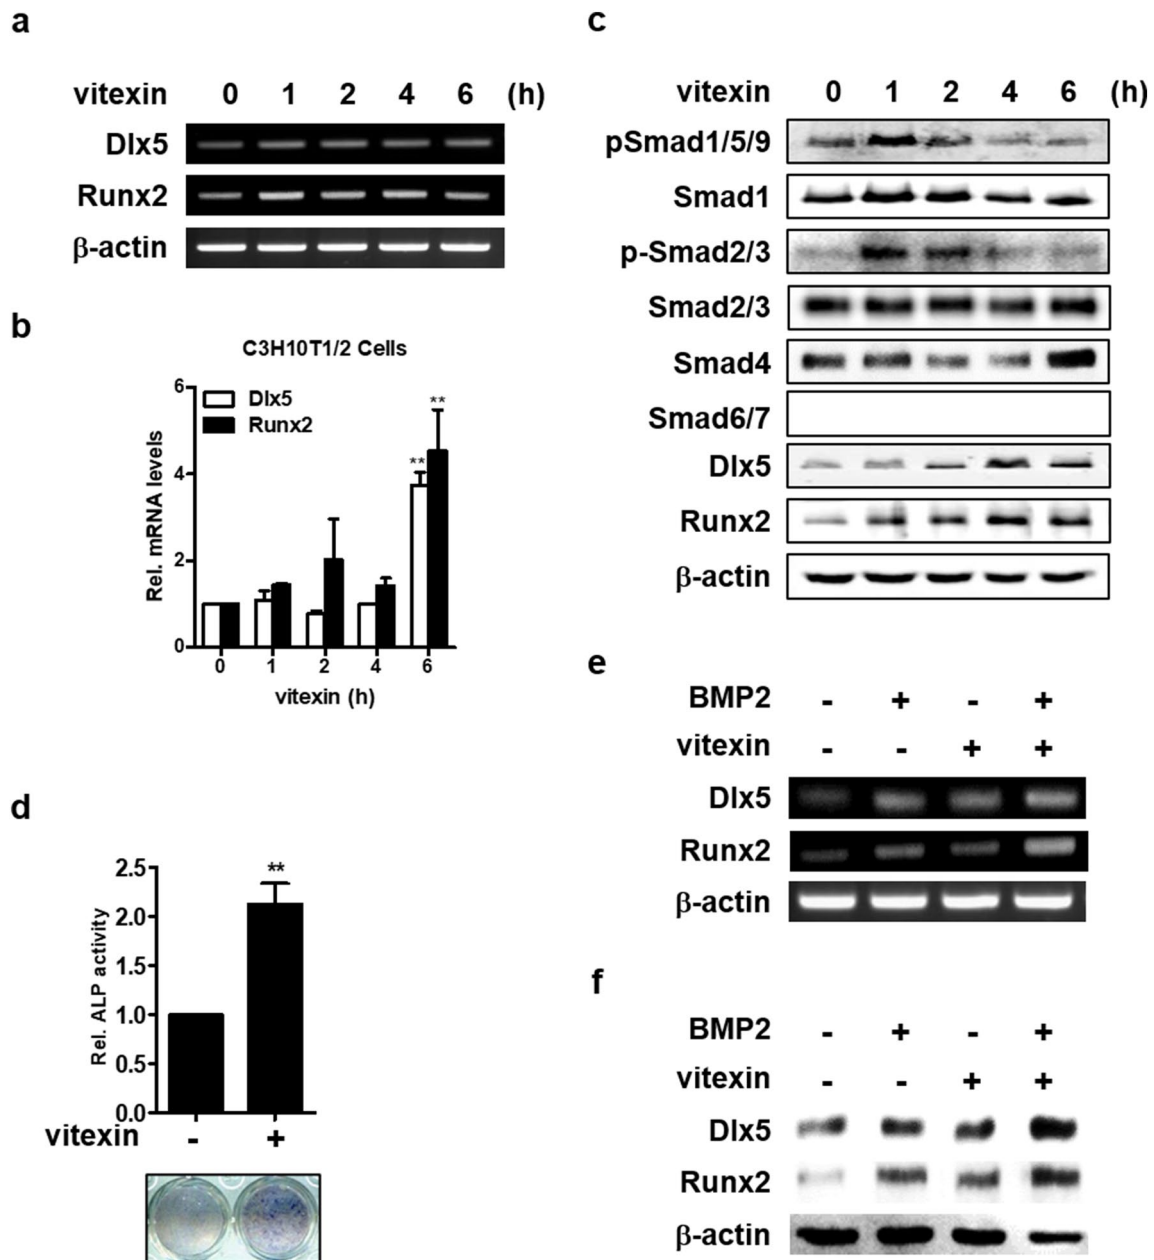 a
vitexin 0 1 2 4 6 (h)
Dlx5
Runx2
β-actin
b
C3H10T1/2 Cells
Dlx5
Runx2
Rel. mRNA levels
6
4
2
0
** **
0 1 2 4 6
vitexin (h)
c
vitexin 0 1 2 4 6 (h)
pSmad1/5/9
Smad1
p-Smad2/3
Smad2/3
Smad4
Smad6/7
Dlx5
Runx2
β-actin
d
Rel. ALP activity
2.5
2.0
1.5
1.0
0.5
0.0
**
vitexin - +
e
BMP2 - + - +
vitexin - - + +
Dlx5
Runx2
β-actin
f
BMP2 - + - +
vitexin - - + +
Dlx5
Runx2
β-actin